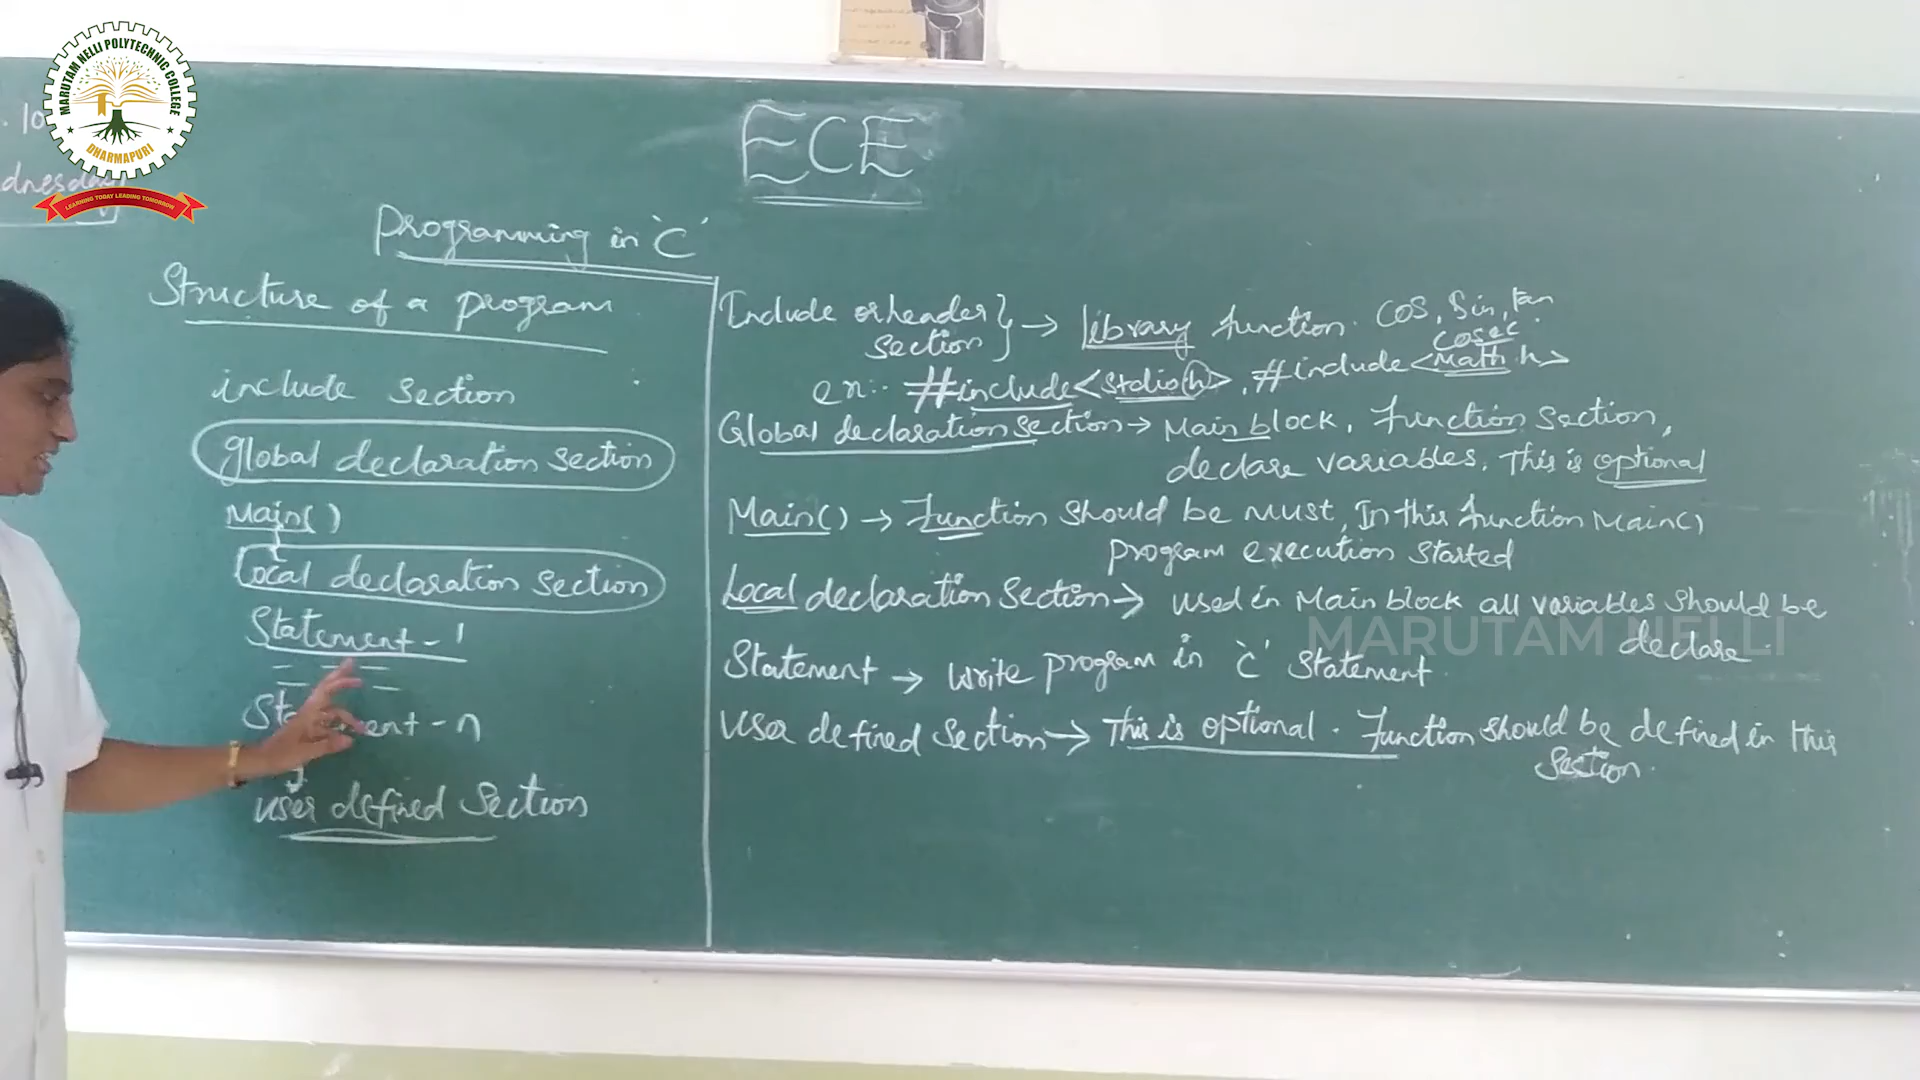 MARUTAM NELLI POLYTECHNIC COLLEGE
DHARMAPURI
LEARNING TODAY LEADING TOMORROW
ECE
Programming in 'C'
Structure of a program
include section
global declaration section
Main()
{
Local declaration section
Statement - 1
Statement - n
}
user defined Section
Include or header section } → Library function. cos, Sin, tan
cosec.
ex:- #include<stdio(h)>, #include<Math.h>
Global declaration section → Main block, Function Section,
declare variables. This is optional
Main() → Function should be must, In this function Main()
program execution started
Local declaration Section → used in Main block all variables should be
declare
MARUTAM NELLI
Statement → Write program in 'C' Statement.
User defined Section → This is optional. Function should be defined in this
Section.